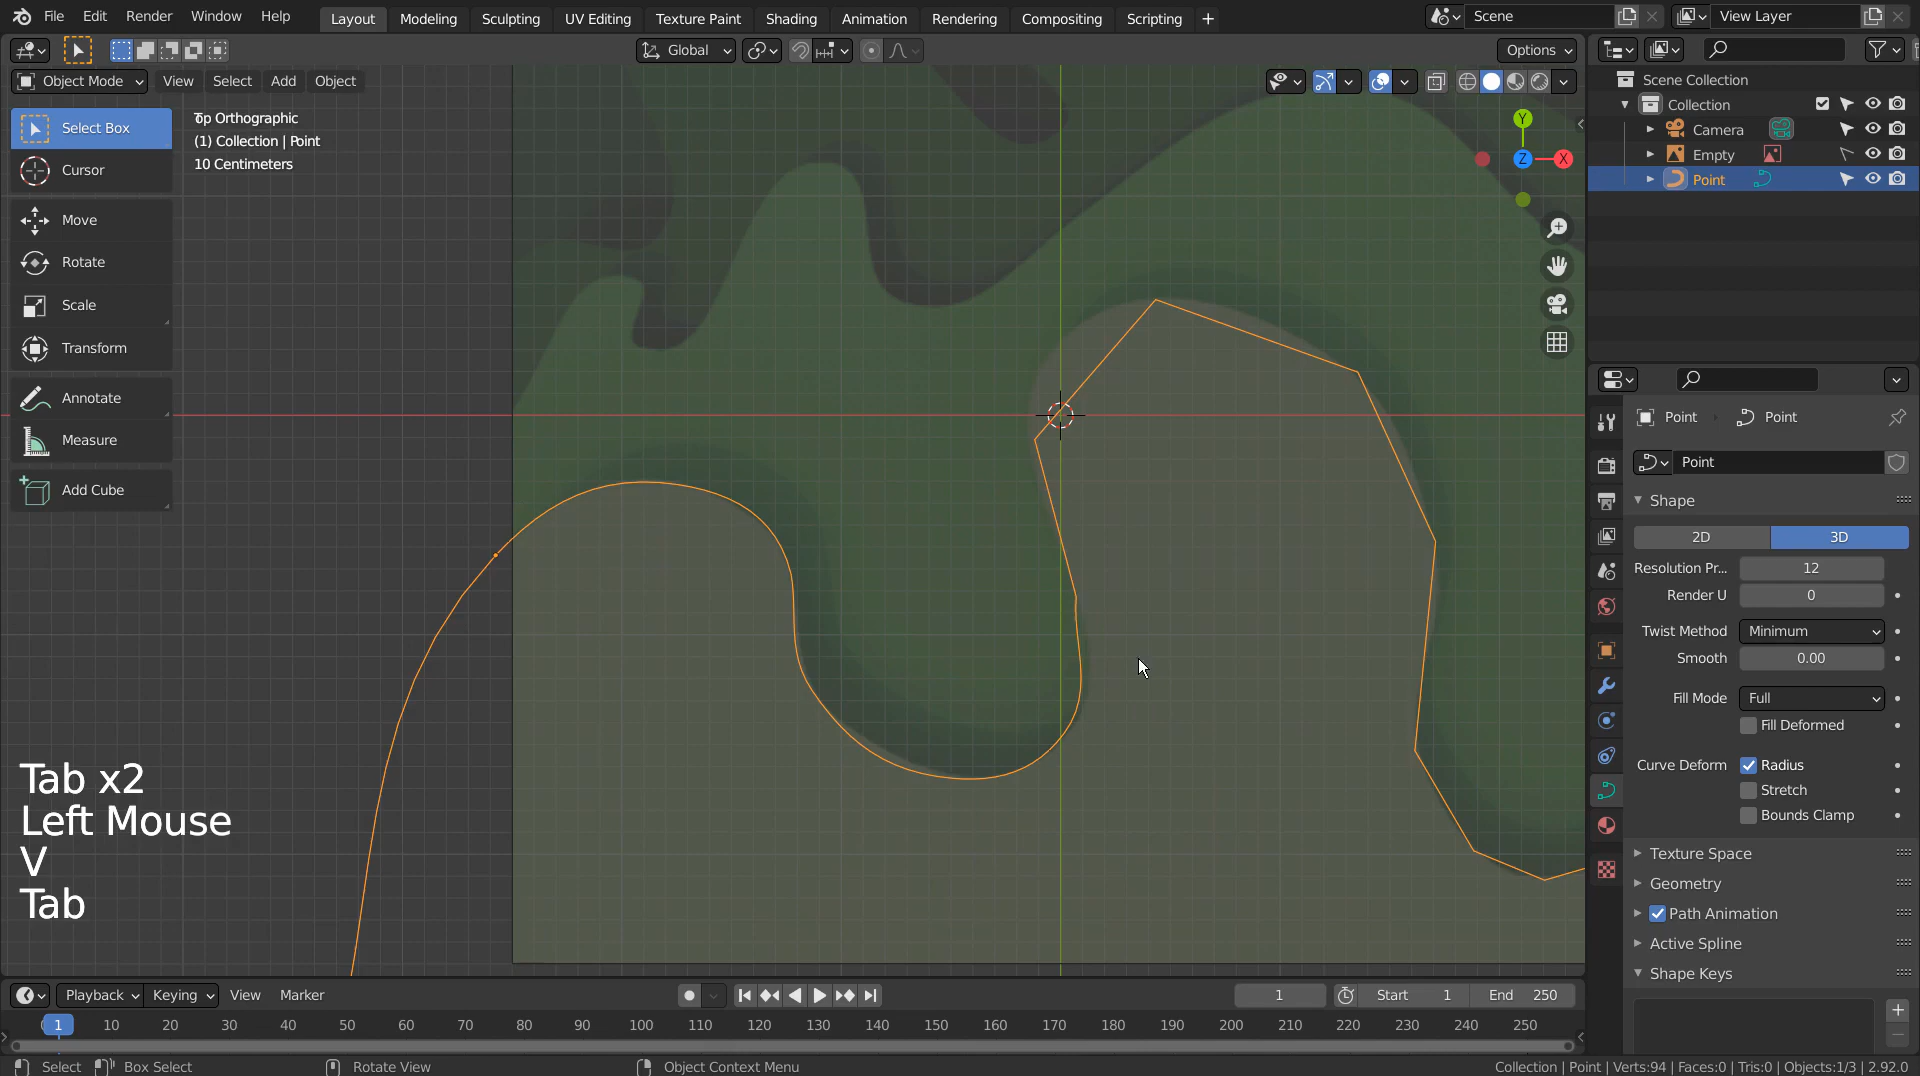 File Edit Render Window Help Layout Modeling Sculpting UV Editing Texture Paint Shading Animation Rendering Compositing Scripting + Scene View Layer
Global Options
Object Mode View Select Add Object
Scene Collection
Collection
Camera
Empty
Point
Select Box
Cursor
Move
Rotate
Scale
Transform
Annotate
Measure
Add Cube
Top Orthographic
(1) Collection | Point
10 Centimeters
Y
Z
X
Point Point
Point
Shape
2D 3D
Resolution Pr... 12
Render U 0
Twist Method Minimum
Smooth 0.00
Fill Mode Full
Fill Deformed
Curve Deform Radius
Stretch
Bounds Clamp
Texture Space
Geometry
Path Animation
Active Spline
Shape Keys
Tab x2
Left Mouse
V
Tab
Playback Keying View Marker 1 Start 1 End 250
1 10 20 30 40 50 60 70 80 90 100 110 120 130 140 150 160 170 180 190 200 210 220 230 240 250
Select Box Select Rotate View Object Context Menu Collection | Point | Verts:94 | Faces:0 | Tris:0 | Objects:1/3 | 2.92.0